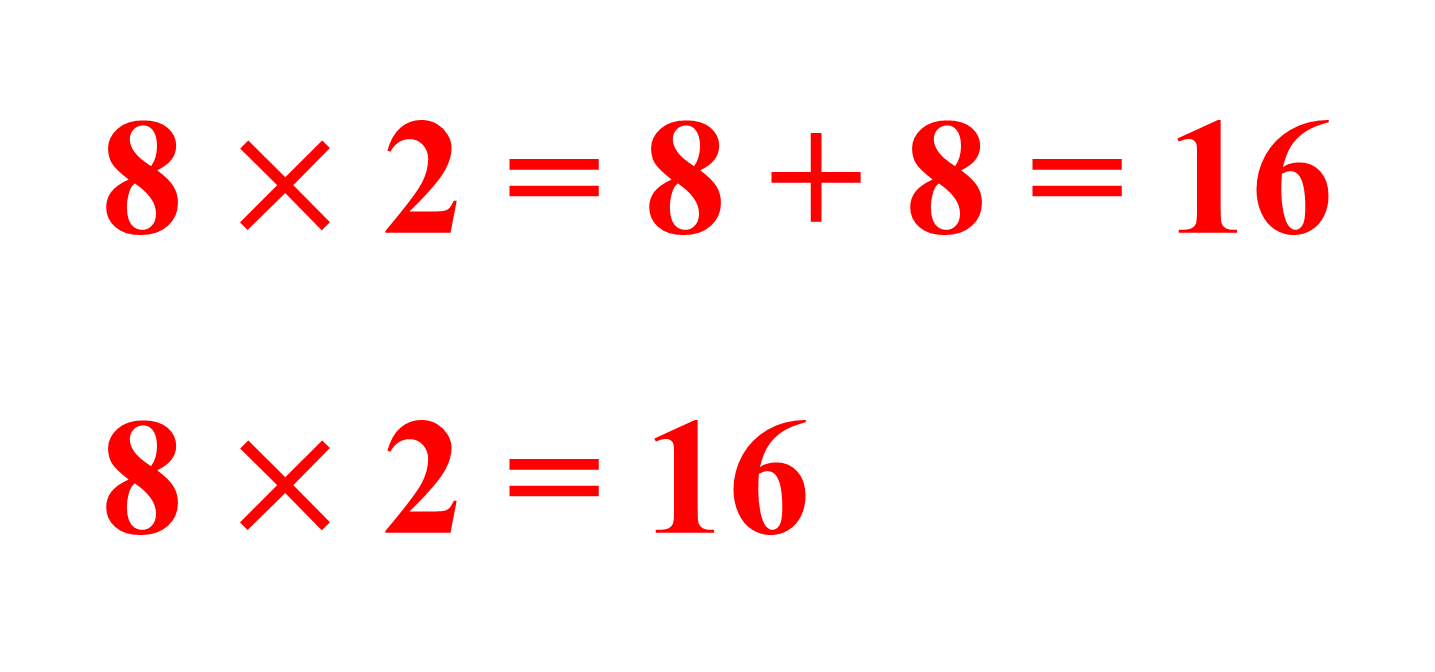 8 × 2 = 8 + 8 = 16
8 × 2 = 16